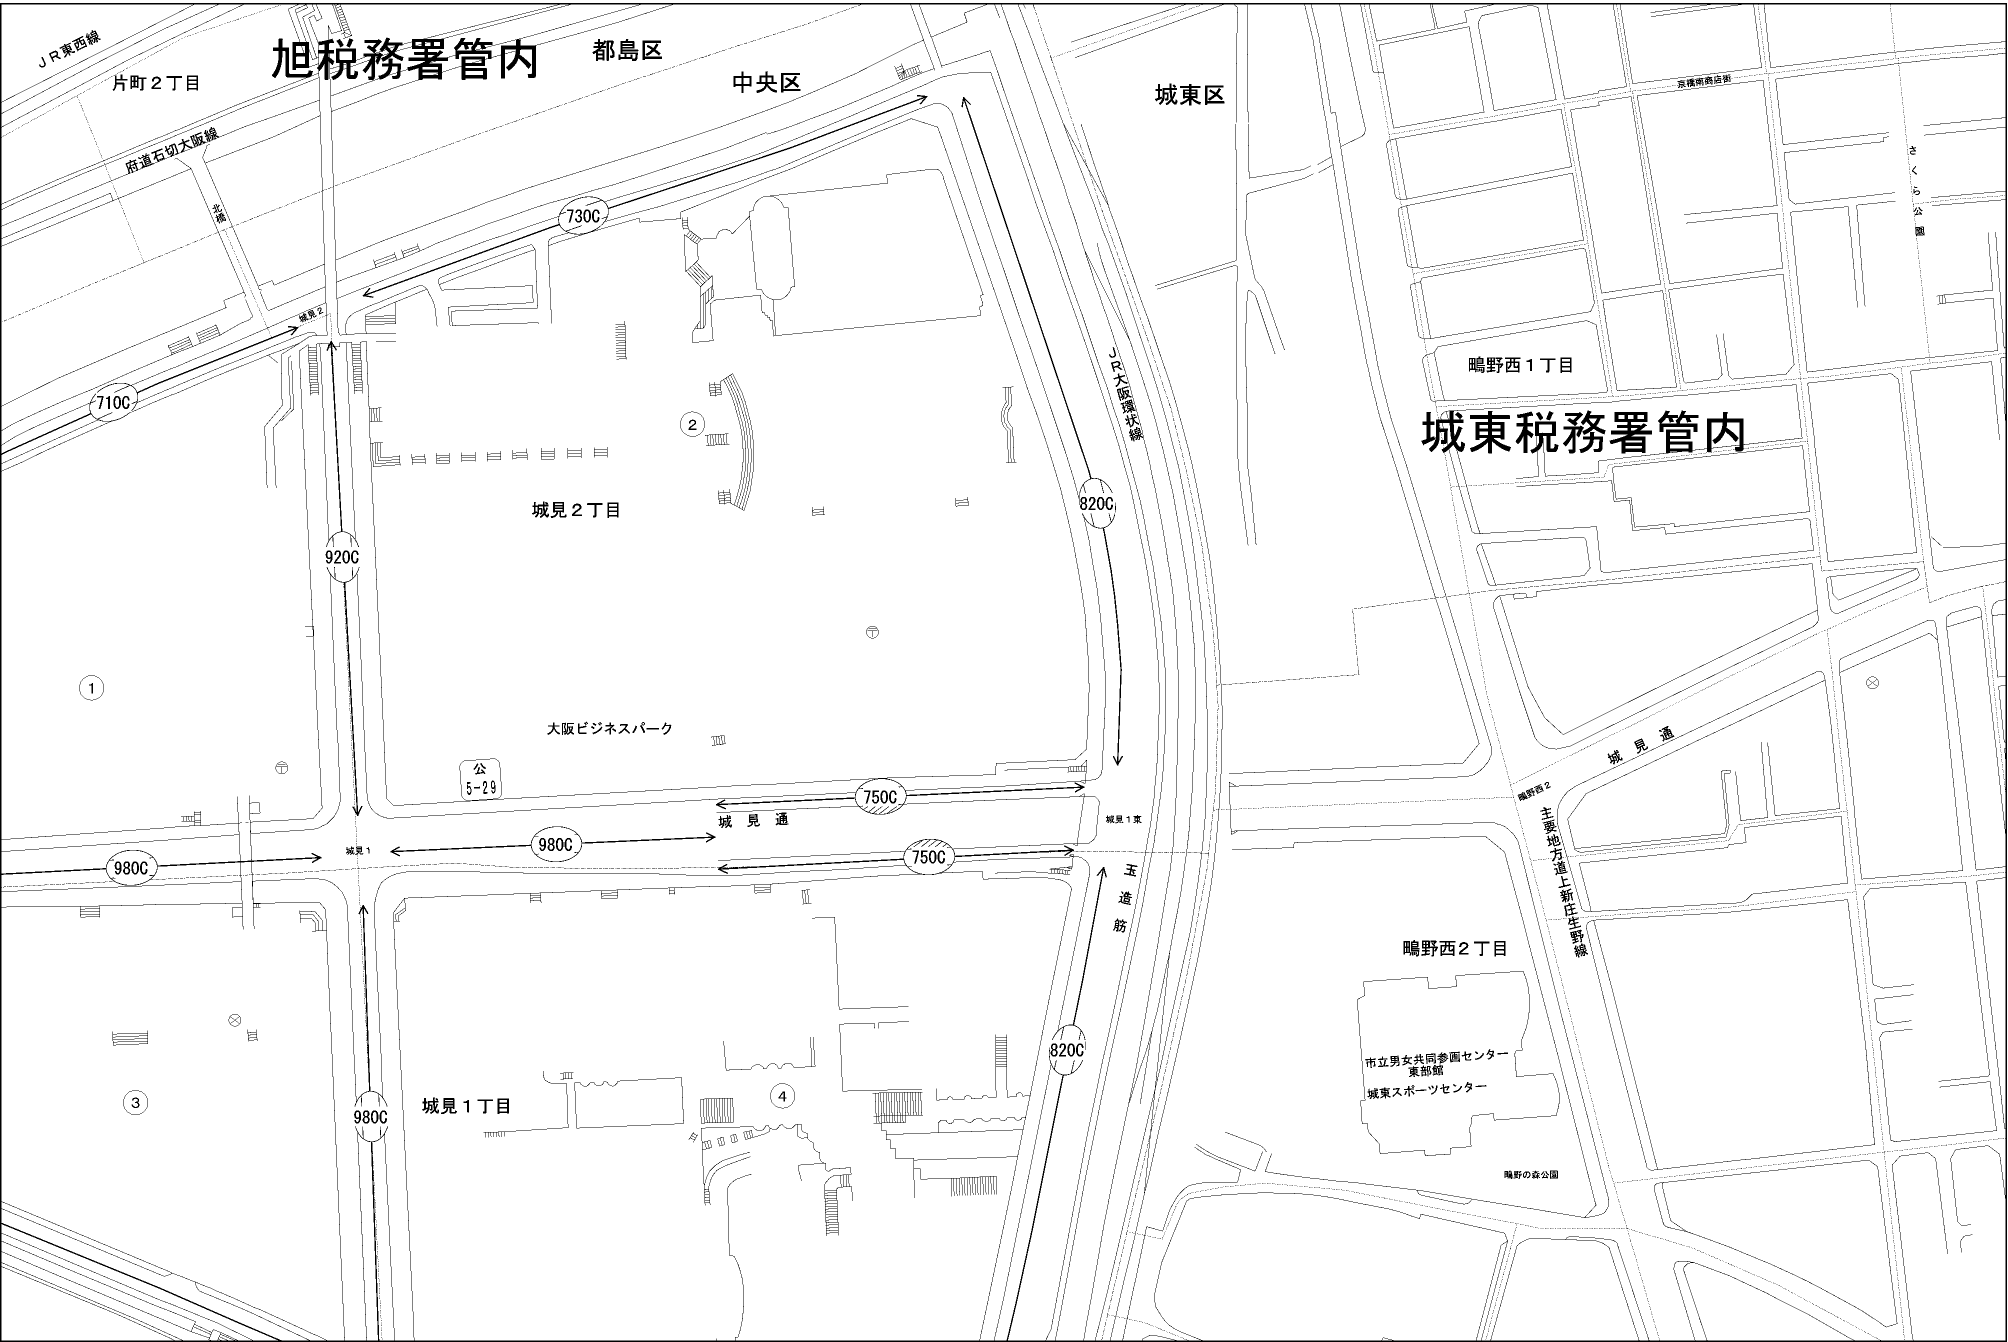 ＪＲ東西線
旭税務署管内
都島区
中央区
城東区
片町２丁目
京橋南商店街
府道石切大阪線
さくら公園
北橋
730C
城見２
鴫野西１丁目
ＪＲ大阪環状線
710C
②
城東税務署管内
城見２丁目
820C
920C
〒
①
大阪ビジネスパーク
城見通
〒
公
5-29
750C
鴫野西２
城見通
城見１東
主要地方道上新庄生野線
980C
城見１
750C
980C
玉造筋
鴫野西２丁目
820C
市立男女共同参画センター
東部館
城東スポーツセンター
③
④
城見１丁目
980C
鴫野の森公園